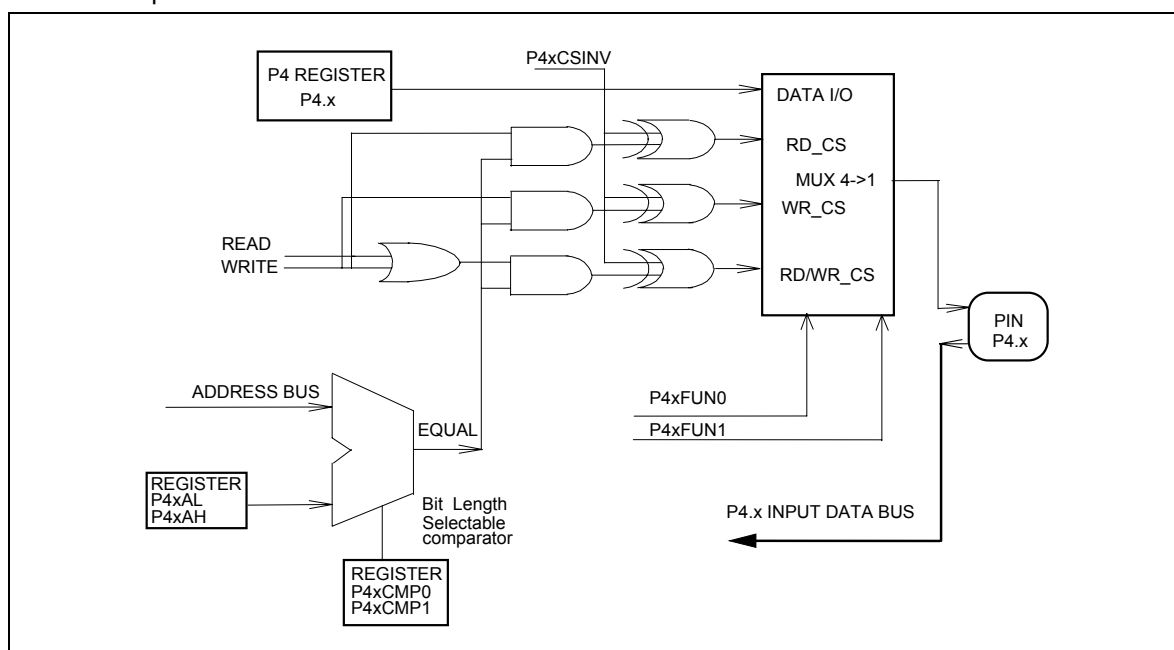 P4xCSINV
P4 REGISTER
P4.x
DATA I/O
RD_CS
MUX 4->1
WR_CS
RD/WR_CS
READ
WRITE
PIN
P4.x
ADDRESS BUS
EQUAL
P4xFUN0
P4xFUN1
REGISTER
P4xAL
P4xAH
Bit Length
Selectable
comparator
P4.x INPUT DATA BUS
REGISTER
P4xCMP0
P4xCMP1